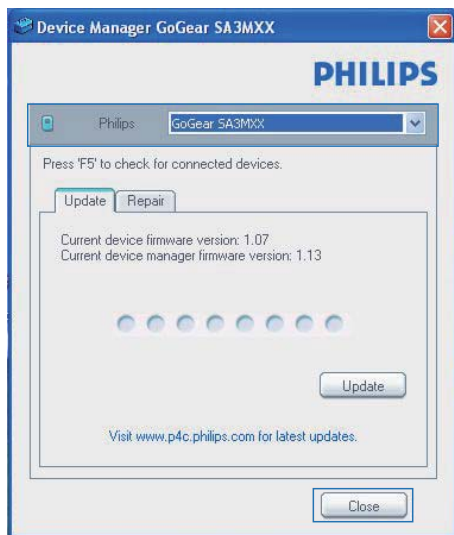 Device Manager GoGear SA3MXX
PHILIPS
Philips GoGear SA3MXX
Press 'F5' to check for connected devices.
Update Repair
Current device firmware version: 1.07
Current device manager firmware version: 1.13
Update
Visit www.p4c.philips.com for latest updates.
Close